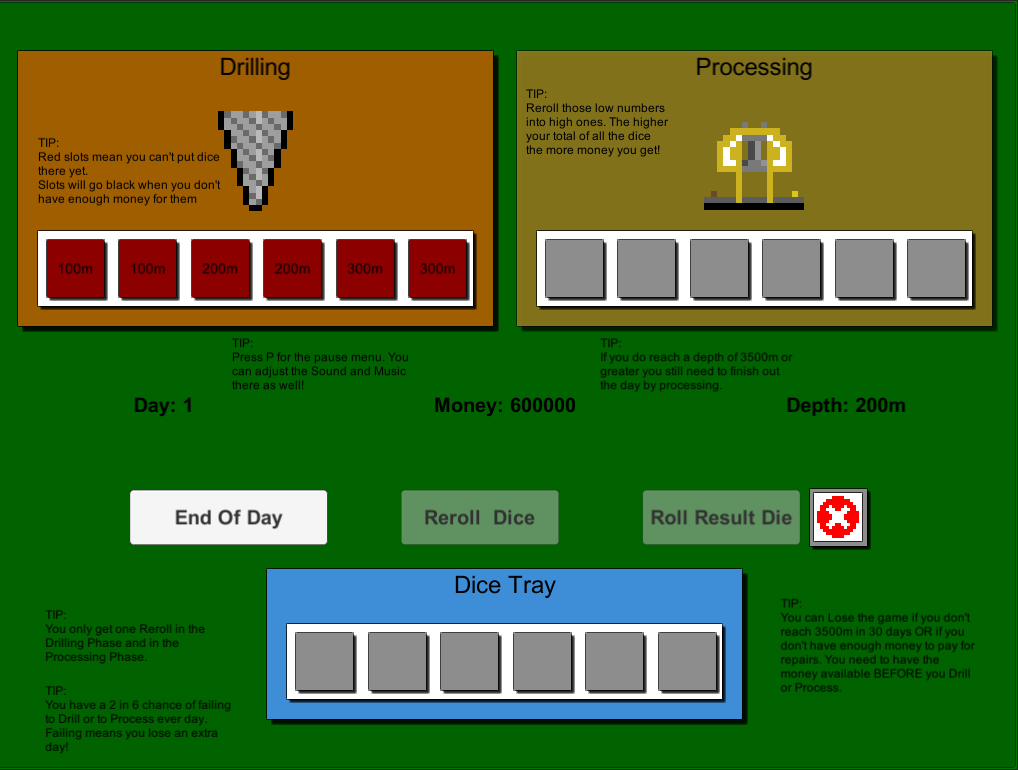 Drilling
TIP:
Red slots mean you can't put dice
there yet.
Slots will go black when you don't
have enough money for them
100m
100m
200m
200m
300m
300m
Processing
TIP:
Reroll those low numbers
into high ones. The higher
your total of all the dice
the more money you get!
TIP:
Press P for the pause menu. You
can adjust the Sound and Music
there as well!
TIP:
If you do reach a depth of 3500m or
greater you still need to finish out
the day by processing.
Day: 1
Money: 600000
Depth: 200m
End Of Day
Reroll Dice
Roll Result Die
Dice Tray
TIP:
You only get one Reroll in the
Drilling Phase and in the
Processing Phase.
TIP:
You have a 2 in 6 chance of failing
to Drill or to Process ever day.
Failing means you lose an extra
day!
TIP:
You can Lose the game if you don't
reach 3500m in 30 days OR if you
don't have enough money to pay for
repairs. You need to have the
money available BEFORE you Drill
or Process.